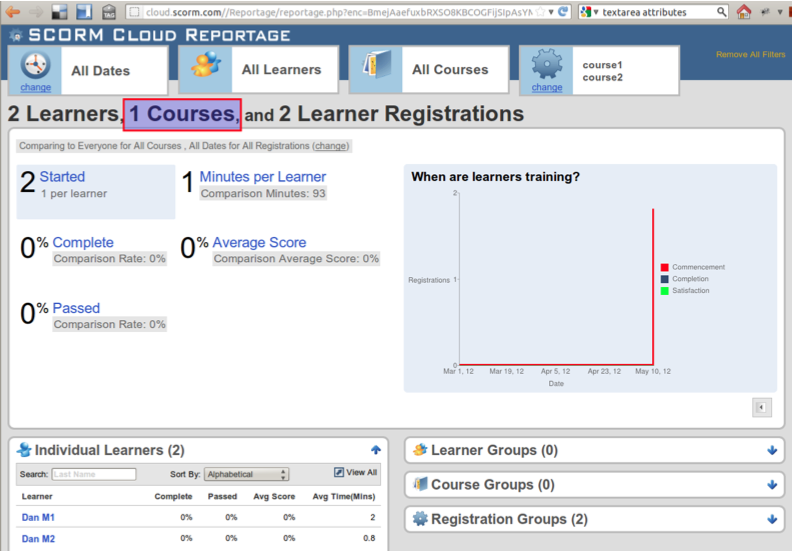 cloud.scorm.com//Reportage/reportage.php?enc=BmejAaefuxbRXSO8KBCOGFijSIpAsYM
textarea attributes
SCORM CLOUD REPORTAGE
Remove All Filters
change
All Dates
All Learners
All Courses
change
course1
course2
2 Learners, 1 Courses, and 2 Learner Registrations
Comparing to Everyone for All Courses , All Dates for All Registrations (change)
2 Started
1 per learner
1 Minutes per Learner
Comparison Minutes: 93
0% Complete
Comparison Rate: 0%
0% Average Score
Comparison Average Score: 0%
0% Passed
Comparison Rate: 0%
When are learners training?
2
Registrations 1
0
Mar 1, 12 Mar 19, 12 Apr 5, 12 Apr 23, 12 May 10, 12
Date
Commencement
Completion
Satisfaction
Individual Learners (2)
Search: Last Name Sort By: Alphabetical View All
Learner Complete Passed Avg Score Avg Time(Mins)
Dan M1 0% 0% 0% 2
Dan M2 0% 0% 0% 0.8
Learner Groups (0)
Course Groups (0)
Registration Groups (2)